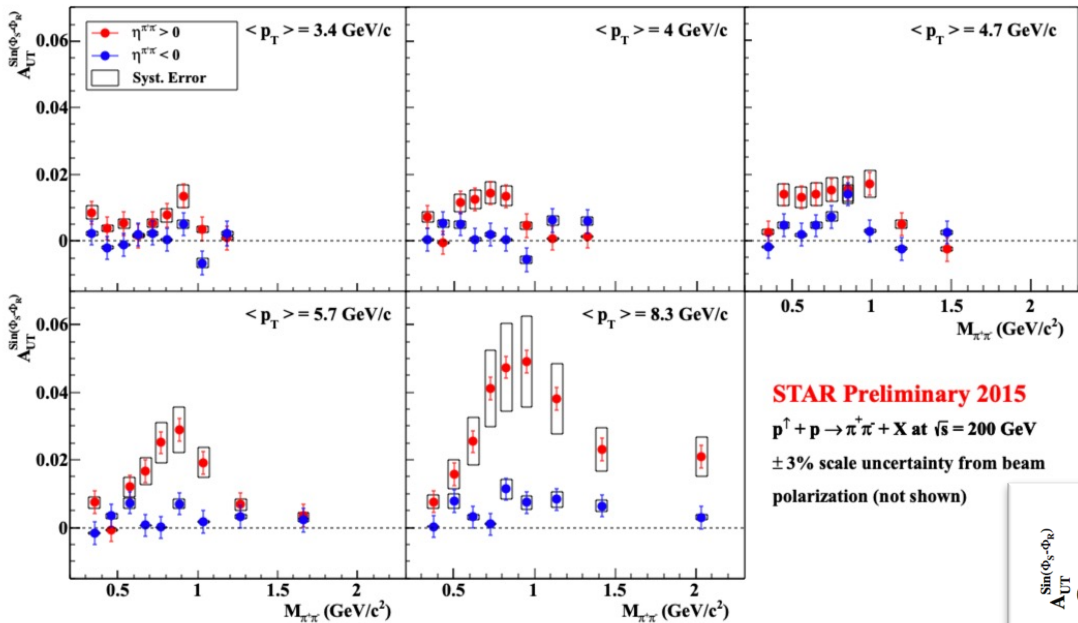 A_UT^Sin(Φ_S-Φ_R)
0.06
0.04
0.02
0
η^π⁺π⁻ > 0
η^π⁺π⁻ < 0
Syst. Error
< p_T > = 3.4 GeV/c
< p_T > = 4 GeV/c
< p_T > = 4.7 GeV/c
0.5 1 1.5 2
M_π⁺π⁻ (GeV/c²)
A_UT^Sin(Φ_S-Φ_R)
0.06
0.04
0.02
0
< p_T > = 5.7 GeV/c
< p_T > = 8.3 GeV/c
0.5 1 1.5 2
M_π⁺π⁻ (GeV/c²)
0.5 1 1.5 2
M_π⁺π⁻ (GeV/c²)
STAR Preliminary 2015
p^↑ + p → π⁺π⁻ + X at √s = 200 GeV
± 3% scale uncertainty from beam
polarization (not shown)
A_UT^Sin(Φ_S-Φ_R)